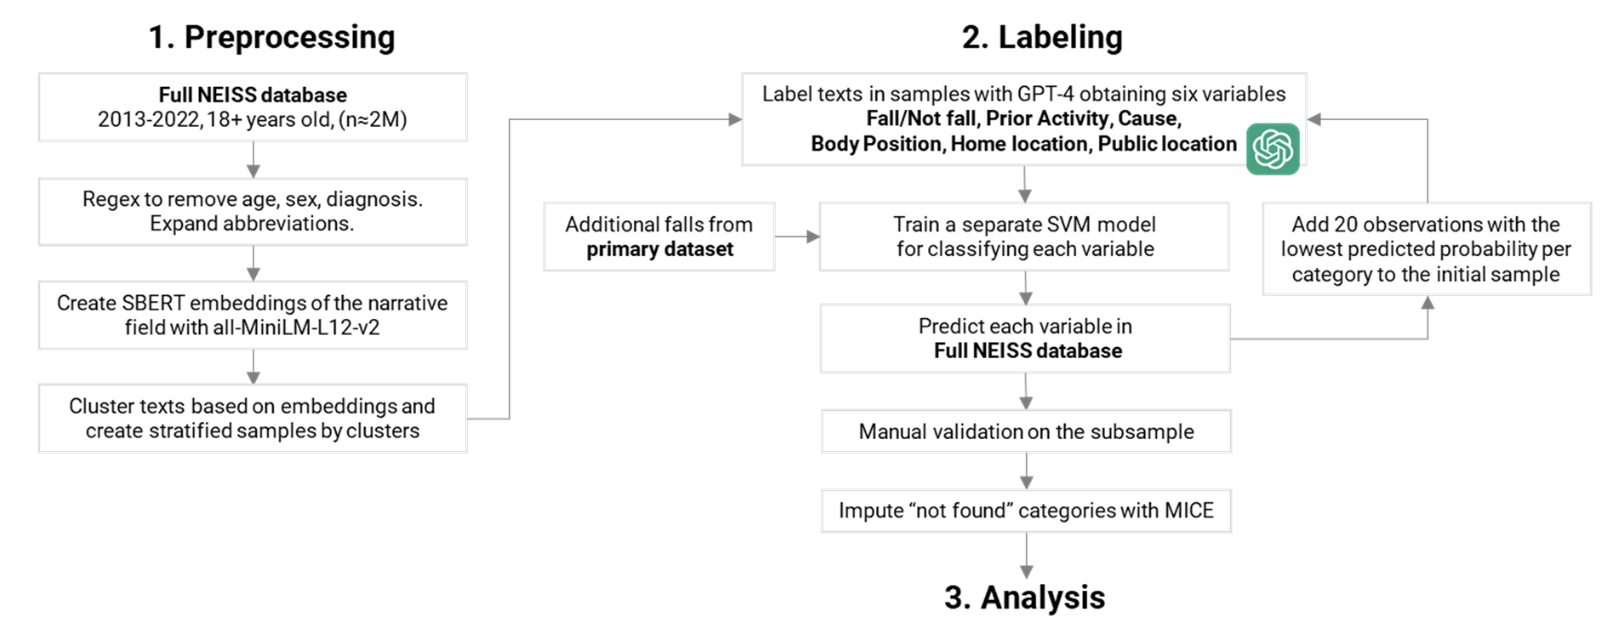 1. Preprocessing
Full NEISS database
2013-2022, 18+ years old, (n≈2M)
Regex to remove age, sex, diagnosis.
Expand abbreviations.
Create SBERT embeddings of the narrative
field with all-MiniLM-L12-v2
Cluster texts based on embeddings and
create stratified samples by clusters
2. Labeling
Label texts in samples with GPT-4 obtaining six variables
Fall/Not fall, Prior Activity, Cause,
Body Position, Home location, Public location
Additional falls from
primary dataset
Train a separate SVM model
for classifying each variable
Add 20 observations with the
lowest predicted probability per
category to the initial sample
Predict each variable in
Full NEISS database
Manual validation on the subsample
Impute “not found” categories with MICE
3. Analysis